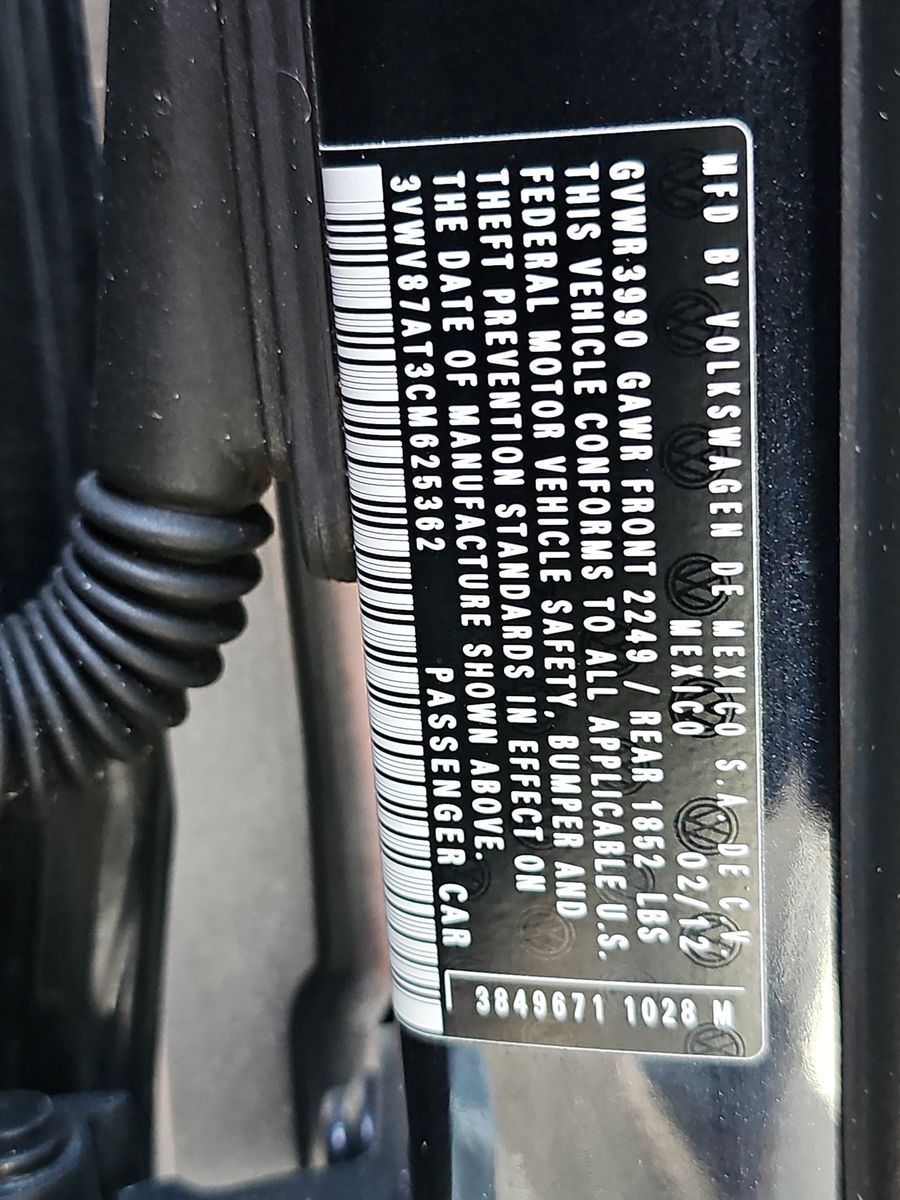 MFD BY VOLKSWAGEN DE MEXICO S.A. DE C.V.
MEXICO 02/12
GVWR 3990 GAWR FRONT 2249 / REAR 1852 LBS
THIS VEHICLE CONFORMS TO ALL APPLICABLE U.S.
FEDERAL MOTOR VEHICLE SAFETY, BUMPER AND
THEFT PREVENTION STANDARDS IN EFFECT ON
THE DATE OF MANUFACTURE SHOWN ABOVE.
3VWV87AT3CM625362 PASSENGER CAR
3849671 1028 M